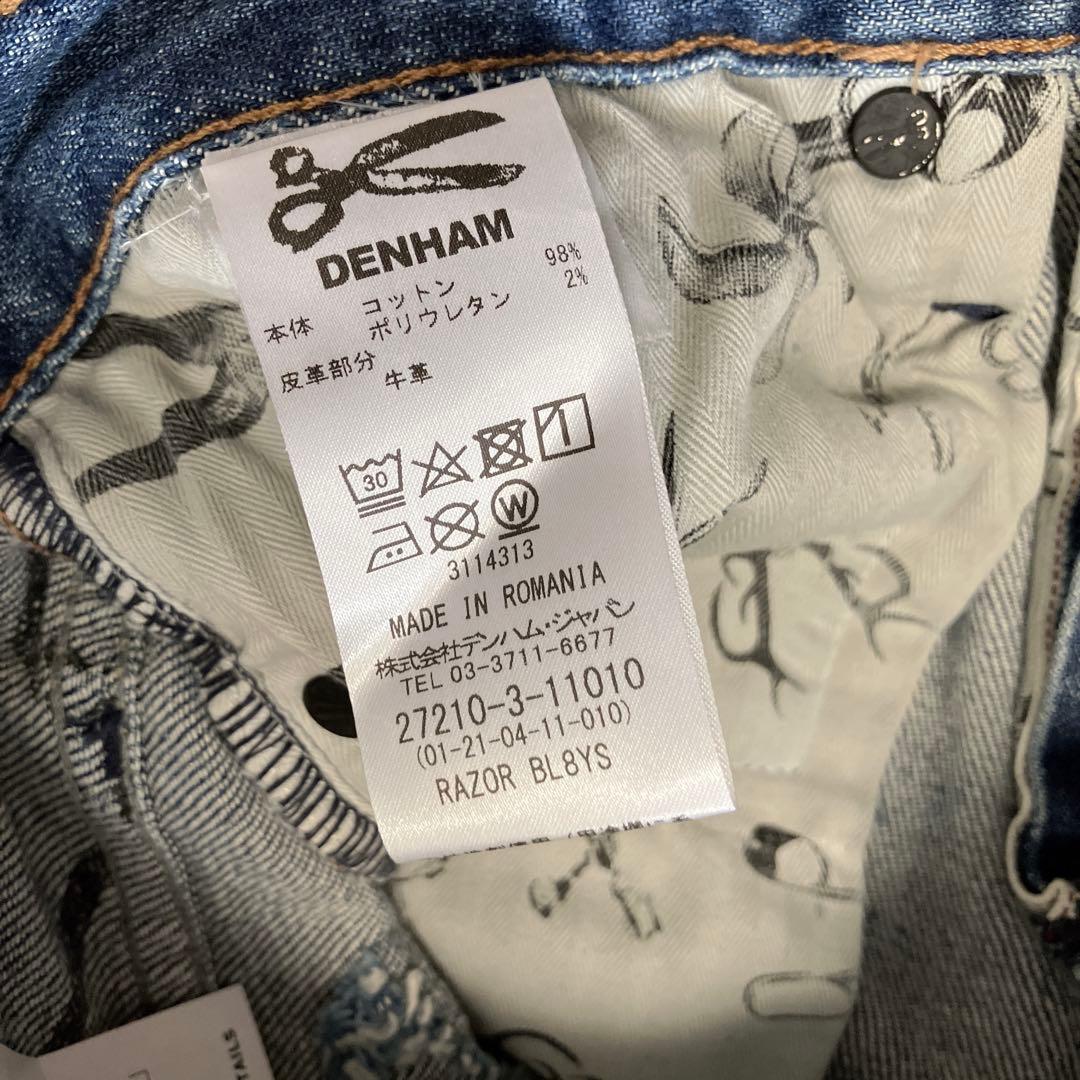 DENHAM
本体 コットン 98%
ポリウレタン 2%
皮革部分 牛革
30
W
3114313
MADE IN ROMANIA
株式会社デンハム・ジャパン
TEL 03-3711-6677
27210-3-11010
(01-21-04-11-010)
RAZOR BL8YS
TAILS